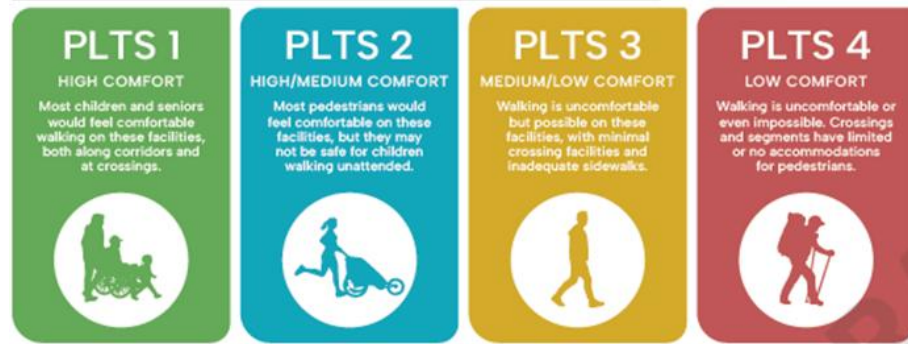 PLTS 1
HIGH COMFORT
Most children and seniors
would feel comfortable
walking on these facilities,
both along corridors and
at crossings.
PLTS 2
HIGH/MEDIUM COMFORT
Most pedestrians would
feel comfortable on these
facilities, but they may
not be safe for children
walking unattended.
PLTS 3
MEDIUM/LOW COMFORT
Walking is uncomfortable
but possible on these
facilities, with minimal
crossing facilities and
inadequate sidewalks.
PLTS 4
LOW COMFORT
Walking is uncomfortable or
even impossible. Crossings
and segments have limited
or no accommodations
for pedestrians.